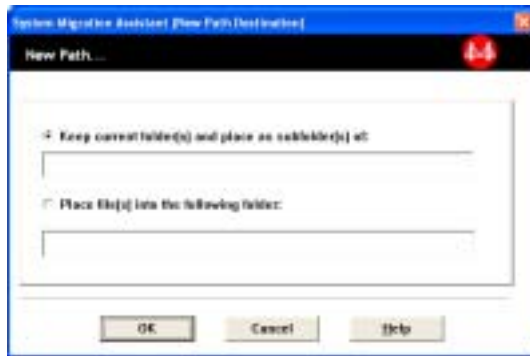 System Migration Assistant [New Path Destination]
New Path...
Keep current folder(s) and place as subfolder(s) of:
Place file(s) into the following folder:
OK Cancel Help